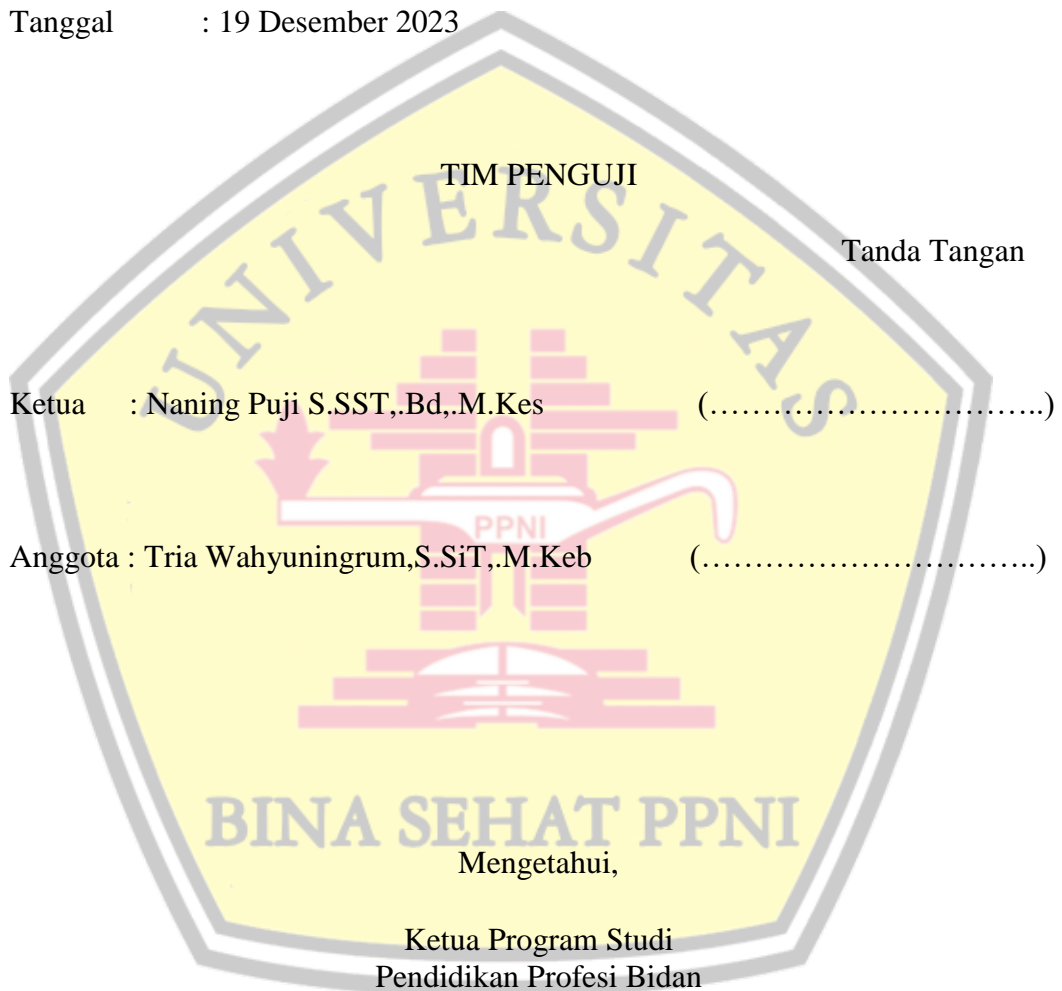 Tanggal : 19 Desember 2023
TIM PENGUJI
UNIVERSITAS
Tanda Tangan
Ketua : Naning Puji S.SST,.Bd,.M.Kes (…………………………..)
PPNI
Anggota : Tria Wahyuningrum,S.SiT,.M.Keb (…………………………..)
BINA SEHAT PPNI
Mengetahui,
Ketua Program Studi
Pendidikan Profesi Bidan